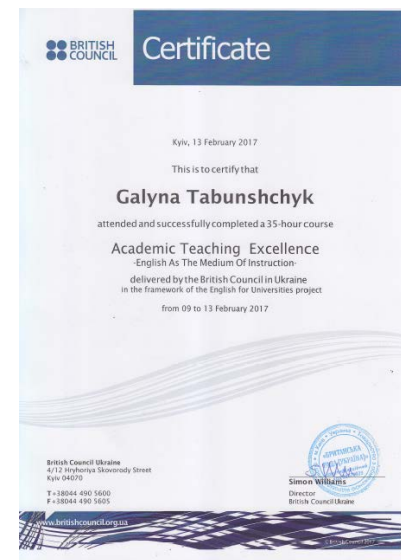 BRITISH
COUNCIL
Certificate
Kyiv, 13 February 2017
This is to certify that
Galyna Tabunshchyk
attended and successfully completed a 35-hour course
Academic Teaching Excellence
-English As The Medium Of Instruction-
delivered by the British Council in Ukraine
in the framework of the English for Universities project
from 09 to 13 February 2017
British Council Ukraine
4/12 Hryhoriya Skovorody Street
Kyiv 04070
T +38044 490 5600
F +38044 490 5605
Simon Williams
Director
British Council Ukraine
www.britishcouncil.org.ua